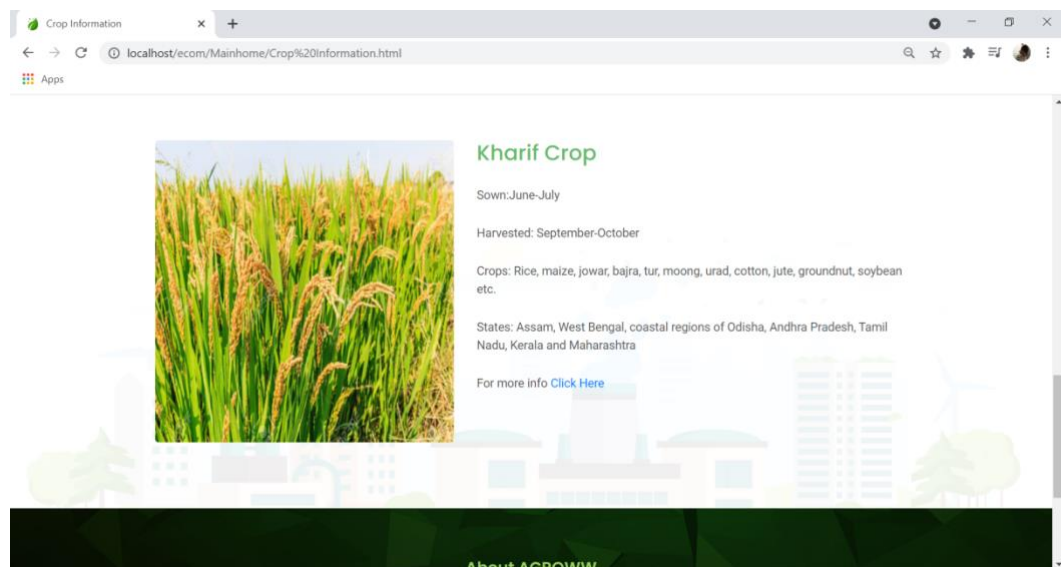 Crop Information
localhost/ecom/Mainhome/Crop%20Information.html
Apps
Kharif Crop
Sown:June-July
Harvested: September-October
Crops: Rice, maize, jowar, bajra, tur, moong, urad, cotton, jute, groundnut, soybean
etc.
States: Assam, West Bengal, coastal regions of Odisha, Andhra Pradesh, Tamil
Nadu, Kerala and Maharashtra
For more info Click Here
About AGROWW